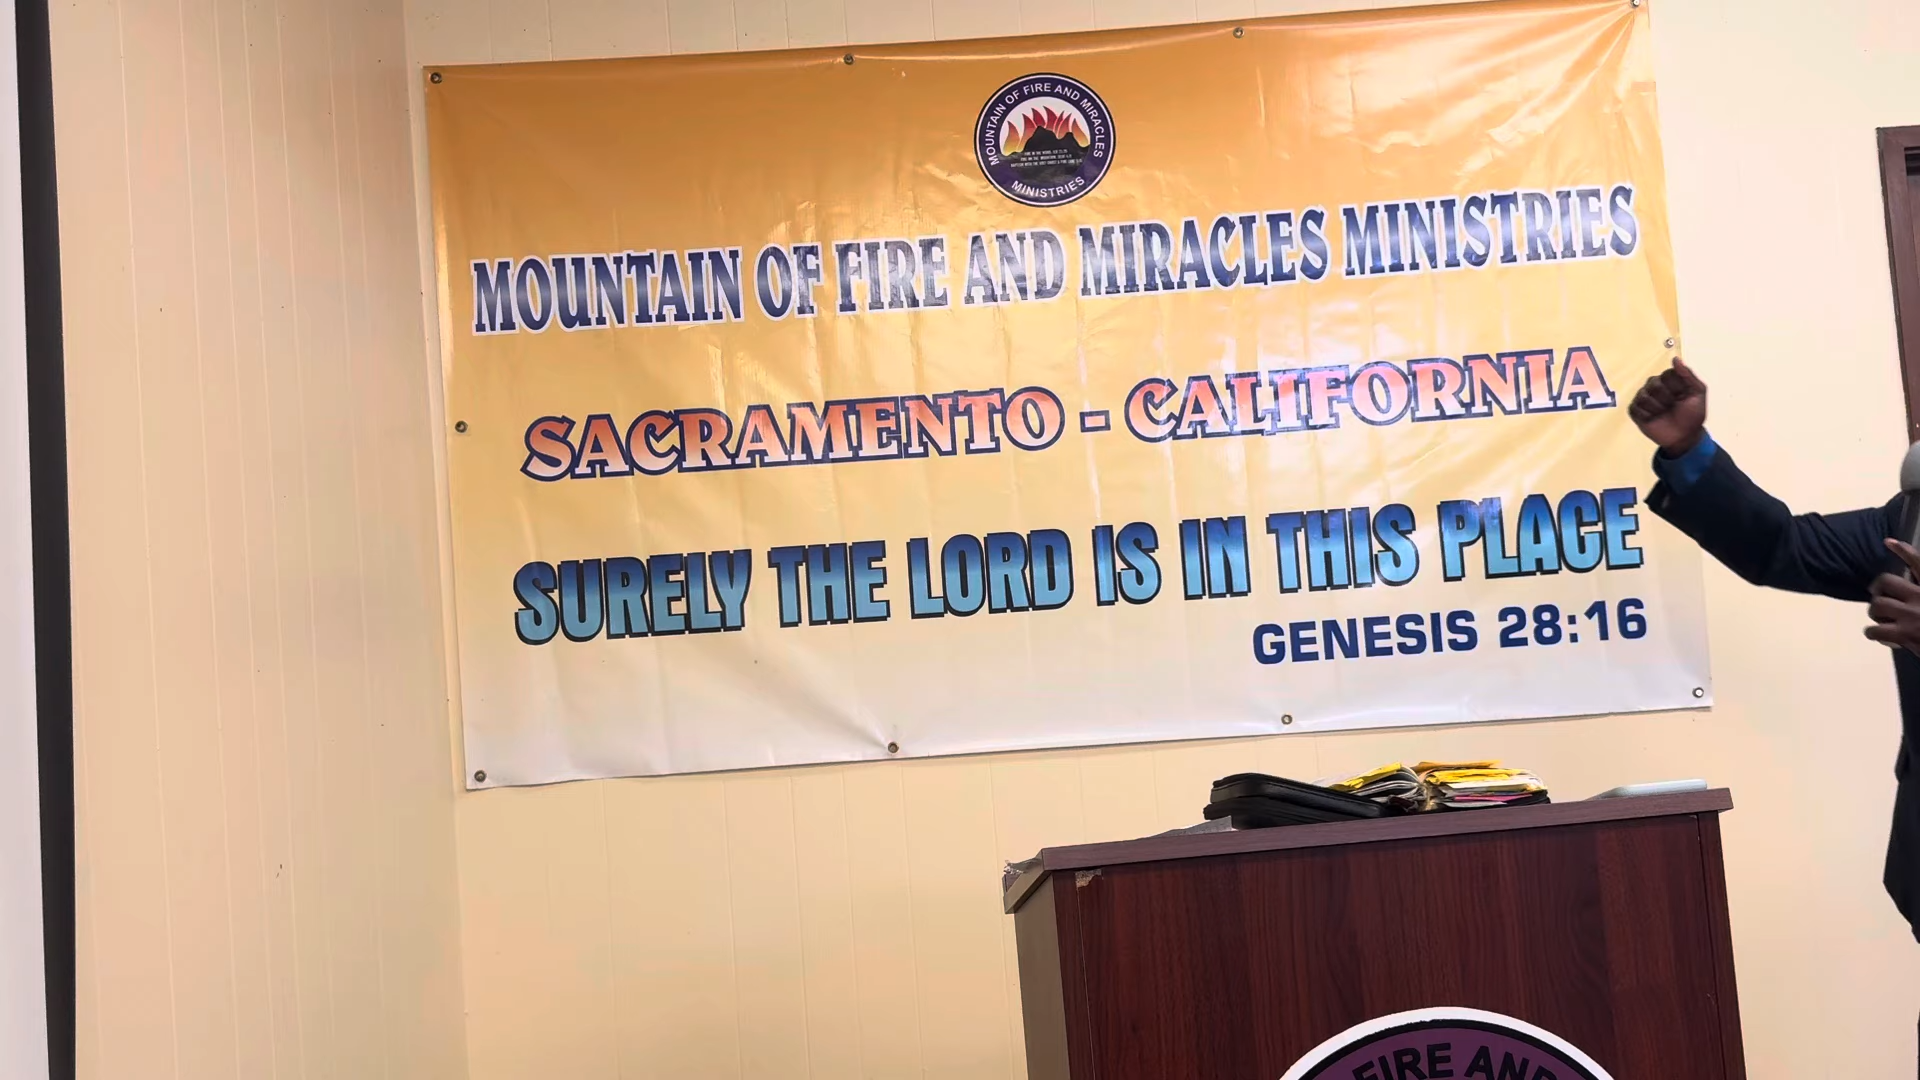 MOUNTAIN OF FIRE AND MIRACLES
MINISTRIES
MOUNTAIN OF FIRE AND MIRACLES MINISTRIES
SACRAMENTO - CALIFORNIA
SURELY THE LORD IS IN THIS PLACE
GENESIS 28:16
FIRE AND